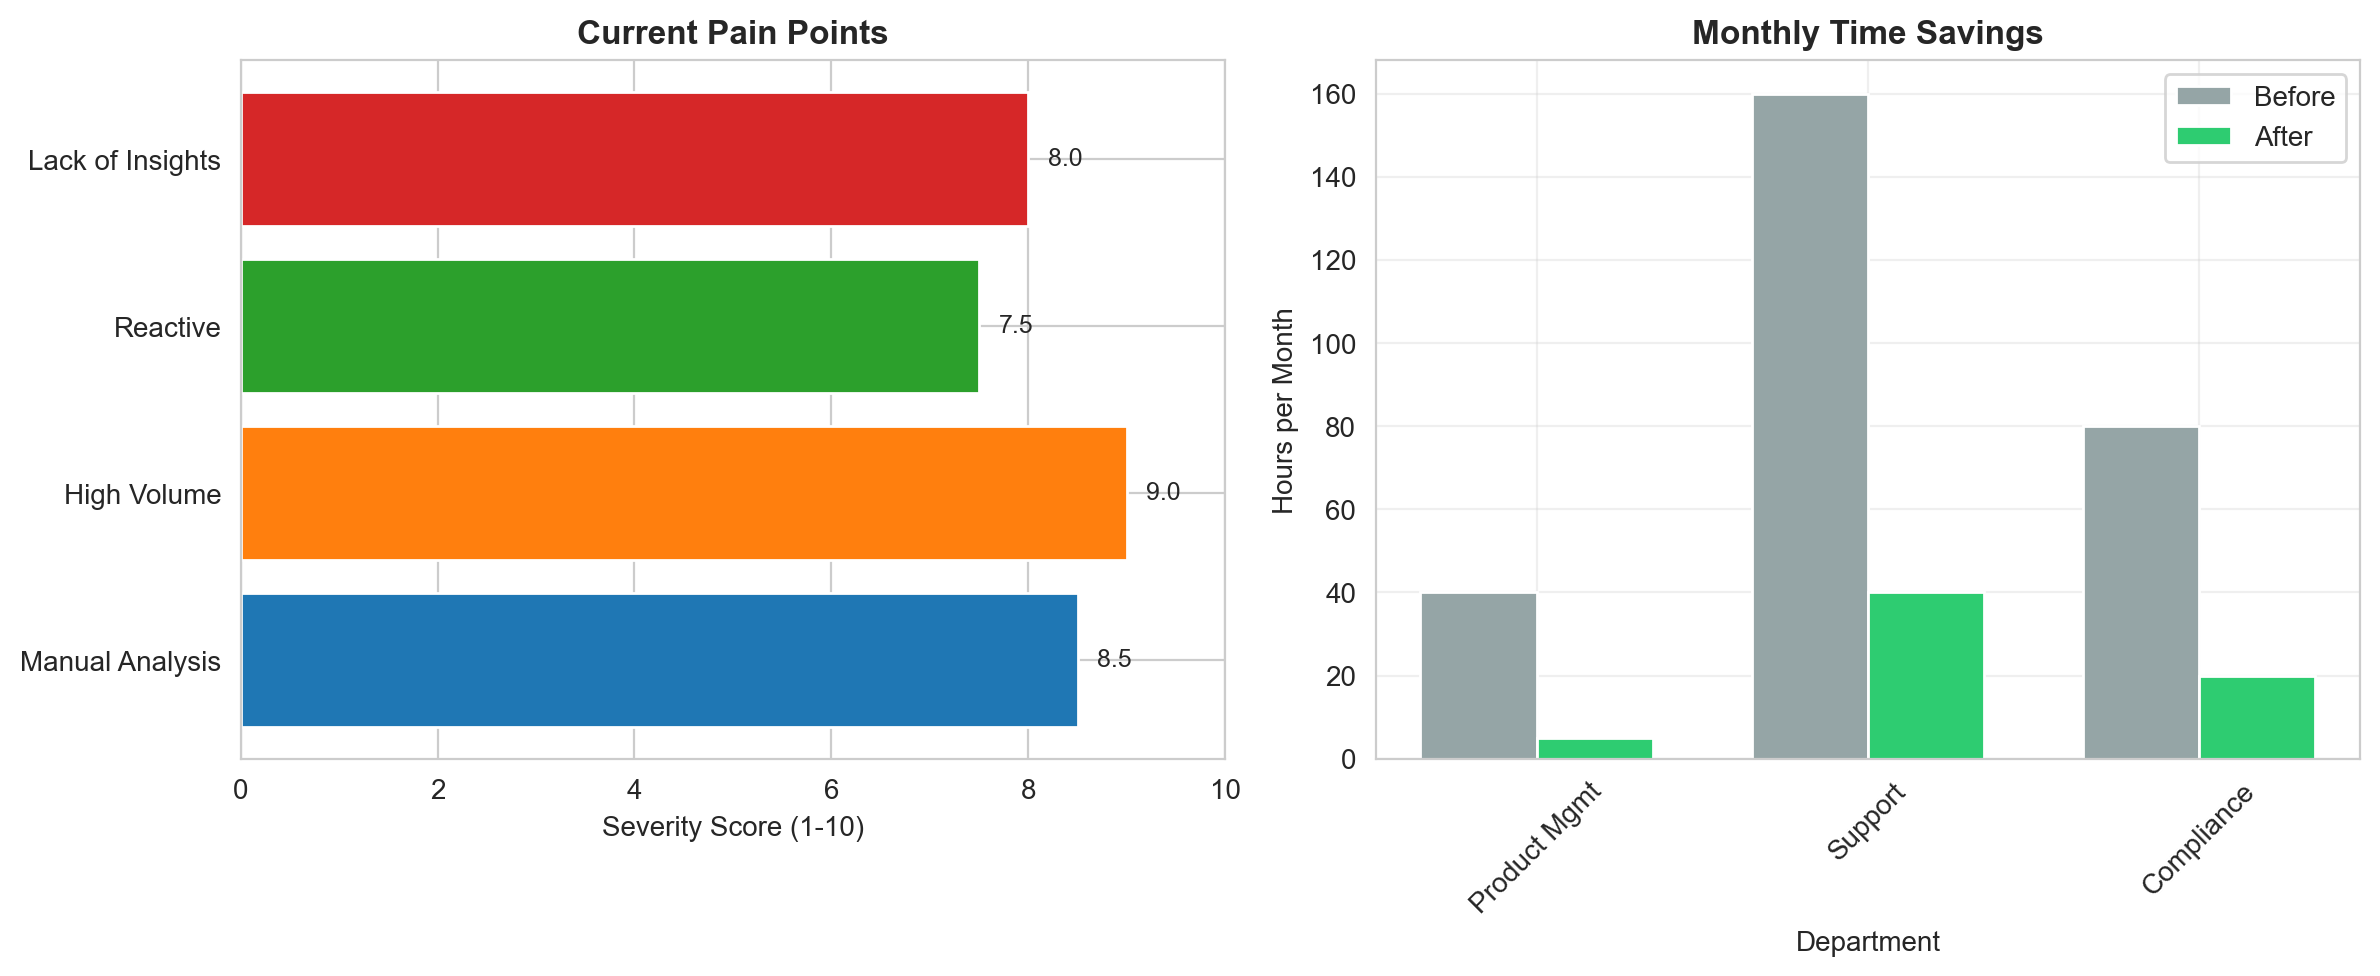 Current Pain Points
Lack of Insights
8.0
Reactive
7.5
High Volume
9.0
Manual Analysis
8.5
0 2 4 6 8 10
Severity Score (1-10)
Monthly Time Savings
Before
After
160
140
120
100
80
60
40
20
0
Hours per Month
Product Mgmt
Support
Compliance
Department